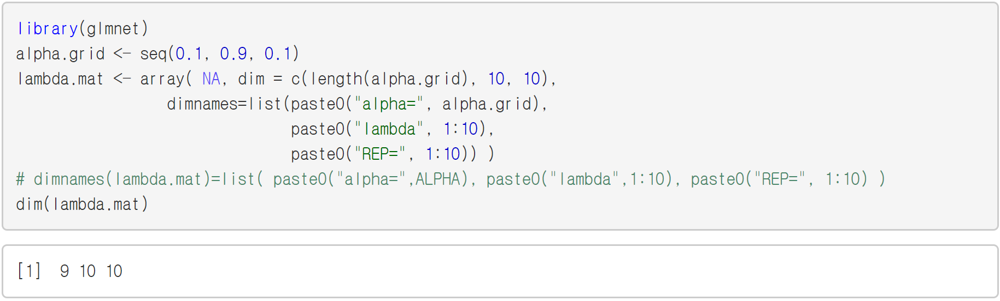 library(glmnet)
alpha.grid <- seq(0.1, 0.9, 0.1)
lambda.mat <- array( NA, dim = c(length(alpha.grid), 10, 10),
                 dimnames=list(paste0("alpha=", alpha.grid),
                               paste0("lambda", 1:10),
                               paste0("REP=", 1:10)) )
# dimnames(lambda.mat)=list( paste0("alpha=",ALPHA), paste0("lambda",1:10), paste0("REP=", 1:10) )
dim(lambda.mat)
[1]  9 10 10